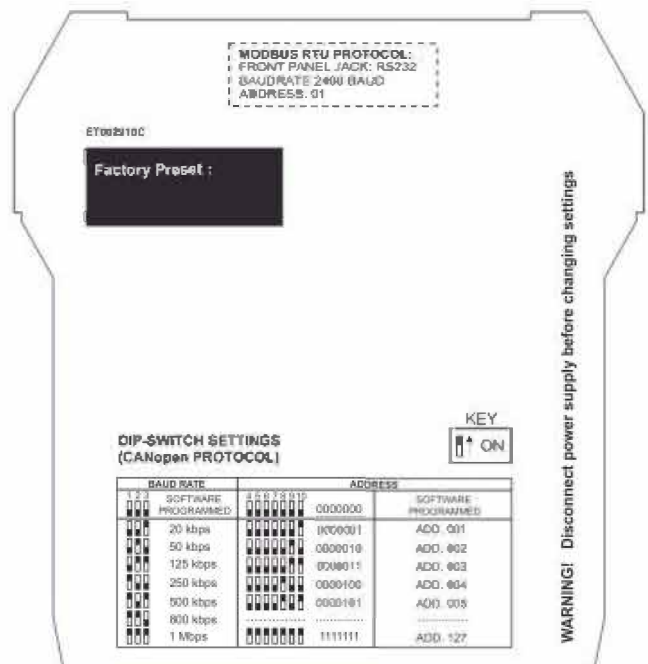 MODBUS RTU PROTOCOL:
FRONT PANEL JACK: RS232
BAUDRATE 2400 BAUD
ADDRESS: 01
Factory Preset :
WARNING! Disconnect power supply before changing settings
KEY
ON
DIP-SWITCH SETTINGS
(CANopen PROTOCOL)
BAUD RATE ADDRESS
1 2 3 SOFTWARE PROGRAMMED 4 5 6 7 8 9 10 0000000 SOFTWARE PROGRAMMED
20 kbps 0000001 ADD. 001
50 kbps 0000010 ADD. 002
125 kbps 0000011 ADD. 003
250 kbps 0000100 ADD. 004
500 kbps 0000101 ADD. 005
800 kbps .............. ..............
1 Mbps 1111111 ADD. 127